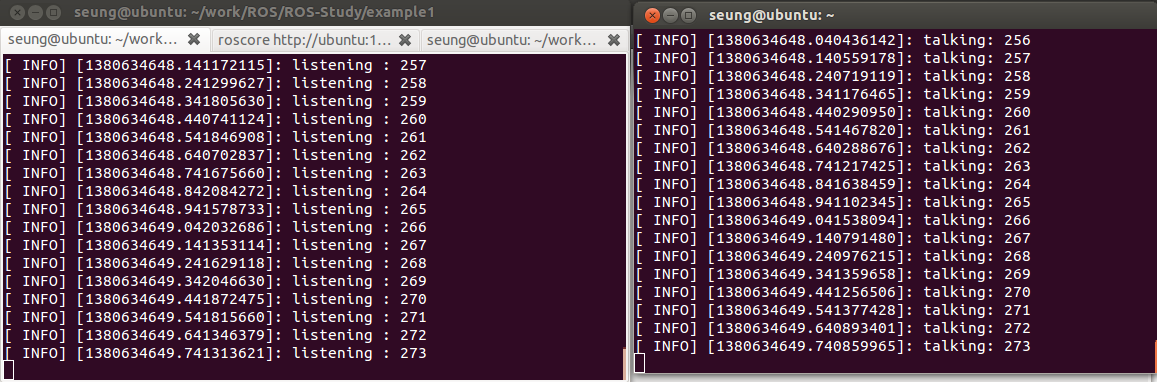 seung@ubuntu: ~/work/ROS/ROS-Study/example1
seung@ubuntu: ~/work…
roscore http://ubuntu:1…
seung@ubuntu: ~/work…
[ INFO] [1380634648.141172115]: listening : 257
[ INFO] [1380634648.241299627]: listening : 258
[ INFO] [1380634648.341805630]: listening : 259
[ INFO] [1380634648.440741124]: listening : 260
[ INFO] [1380634648.541846908]: listening : 261
[ INFO] [1380634648.640702837]: listening : 262
[ INFO] [1380634648.741675660]: listening : 263
[ INFO] [1380634648.842084272]: listening : 264
[ INFO] [1380634648.941578733]: listening : 265
[ INFO] [1380634649.042032686]: listening : 266
[ INFO] [1380634649.141353114]: listening : 267
[ INFO] [1380634649.241629118]: listening : 268
[ INFO] [1380634649.342046630]: listening : 269
[ INFO] [1380634649.441872475]: listening : 270
[ INFO] [1380634649.541815660]: listening : 271
[ INFO] [1380634649.641346379]: listening : 272
[ INFO] [1380634649.741313621]: listening : 273
seung@ubuntu: ~
[ INFO] [1380634648.040436142]: talking: 256
[ INFO] [1380634648.140559178]: talking: 257
[ INFO] [1380634648.240719119]: talking: 258
[ INFO] [1380634648.341176465]: talking: 259
[ INFO] [1380634648.440290950]: talking: 260
[ INFO] [1380634648.541467820]: talking: 261
[ INFO] [1380634648.640288676]: talking: 262
[ INFO] [1380634648.741217425]: talking: 263
[ INFO] [1380634648.841638459]: talking: 264
[ INFO] [1380634648.941102345]: talking: 265
[ INFO] [1380634649.041538094]: talking: 266
[ INFO] [1380634649.140791480]: talking: 267
[ INFO] [1380634649.240976215]: talking: 268
[ INFO] [1380634649.341359658]: talking: 269
[ INFO] [1380634649.441256506]: talking: 270
[ INFO] [1380634649.541377428]: talking: 271
[ INFO] [1380634649.640893401]: talking: 272
[ INFO] [1380634649.740859965]: talking: 273